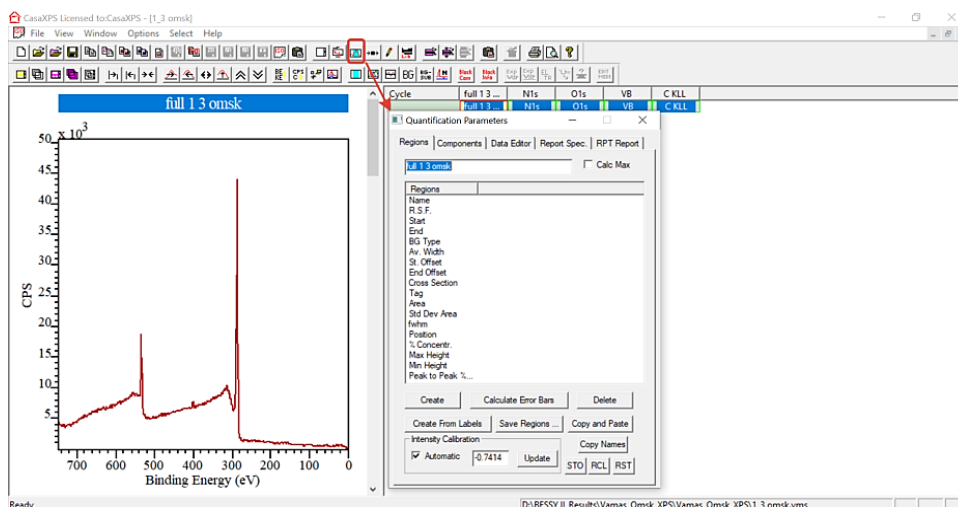 CasaXPS Licensed to:CasaXPS - [1_3 omsk]
File View Window Options Select Help
Cycle full 1 3 ... N1s O1s VB C KLL
full 1 3 ... N1s O1s VB C KLL
full 1 3 omsk
50 x 10³
45
40
35
30
25
20
15
10
5
CPS
700 600 500 400 300 200 100 0
Binding Energy (eV)
Quantification Parameters
Regions Components Data Editor Report Spec. RPT Report
full 1 3 omsk Calc Max
Regions
Name
R.S.F.
Start
End
BG Type
Av. Width
St. Offset
End Offset
Cross Section
Tag
Area
Std Dev Area
fwhm
Position
% Concentr.
Max Height
Min Height
Peak to Peak %...
Create Calculate Error Bars Delete
Create From Labels Save Regions ... Copy and Paste
Intensity Calibration Copy Names
Automatic -0.7414 Update STO RCL RST
Ready D:\BESSY II_Results\Vamas_Omsk_XPS\Vamas_Omsk_XPS\1_3 omsk.vms